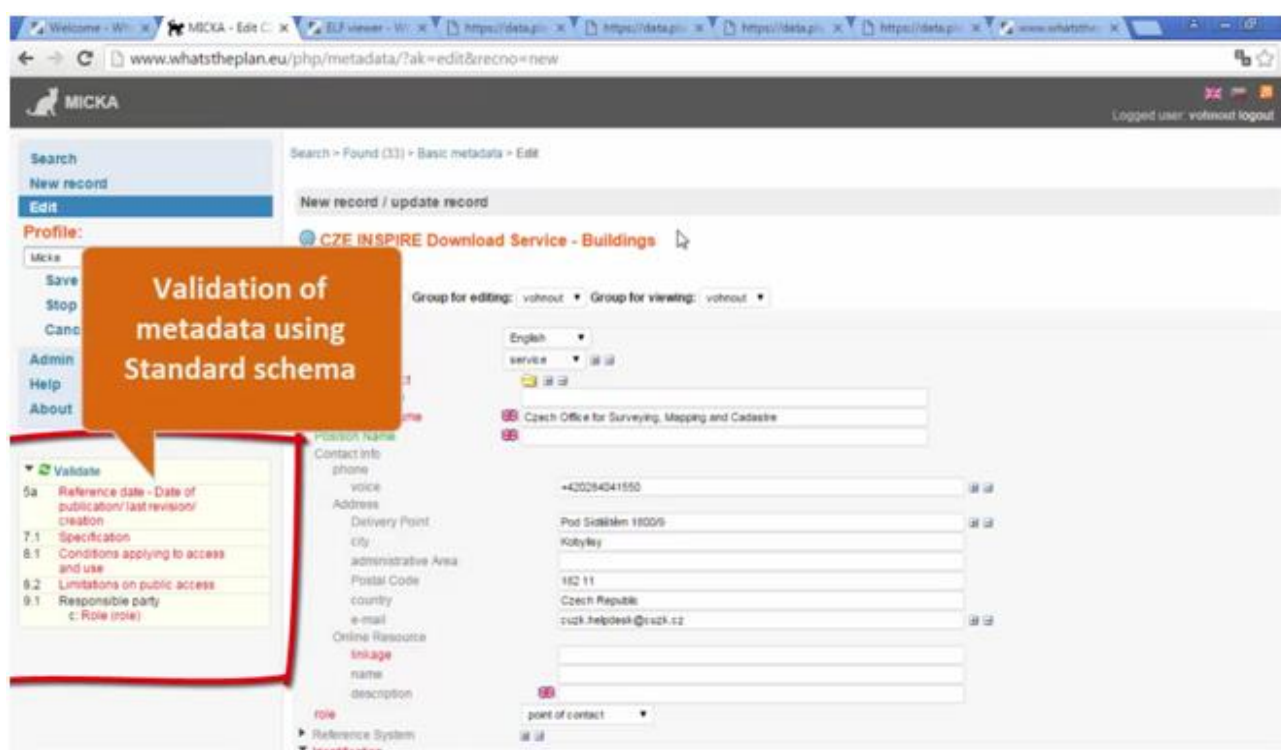 Welcome - Wh
MICKA - Edit C
ELF viewer - W
https://data.pl
https://data.pl
https://data.pl
https://data.pl
www.whatsthe
www.whatstheplan.eu/php/metadata/?ak=edit&recno=new
MICKA
Logged user: vohnout logout
Search
New record
Edit
Profile:
Micka
Save
Stop
Canc
Admin
Help
About
Validation of
metadata using
Standard schema
Validate
5a Reference date - Date of
publication/ last revision/
creation
7.1 Specification
8.1 Conditions applying to access
and use
8.2 Limitations on public access
9.1 Responsible party
c: Role (role)
Search > Found (33) > Basic metadata > Edit
New record / update record
CZE INSPIRE Download Service - Buildings
Group for editing: vohnout Group for viewing: vohnout
English
service
Czech Office for Surveying, Mapping and Cadastre
Position Name
Contact info
phone
voice +420284041550
Address
Delivery Point Pod Sídlištěm 1800/9
city Kobylisy
administrative Area
Postal Code 182 11
country Czech Republic
e-mail cuzk.helpdesk@cuzk.cz
Online Resource
linkage
name
description
role point of contact
Reference System
Identification